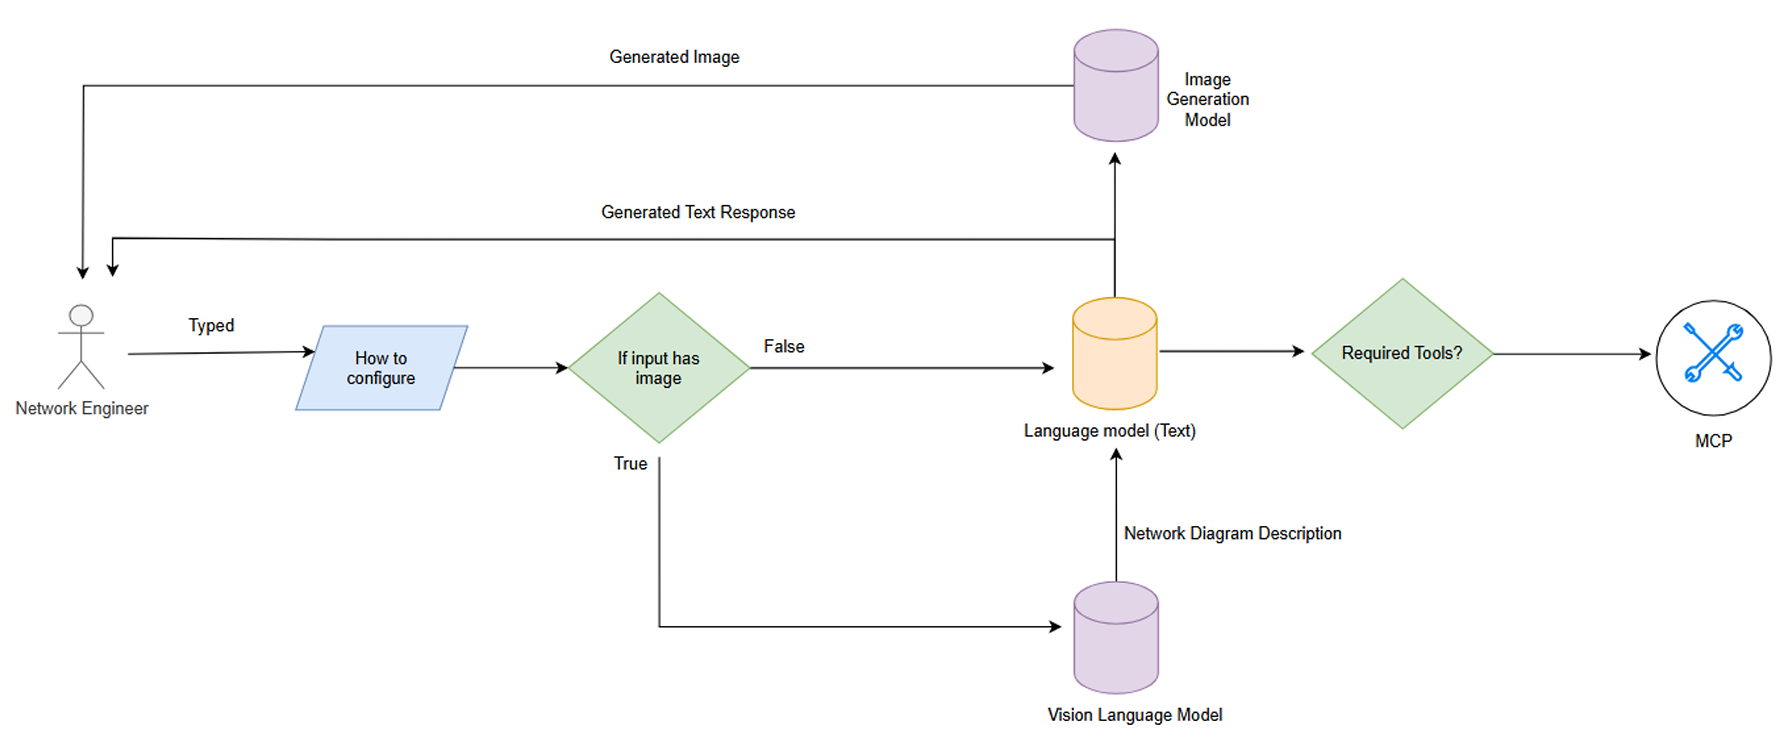 Generated Image
Image
Generation
Model
Generated Text Response
Typed
How to
configure
If input has
image
False
Required Tools?
Network Engineer
Language model (Text)
MCP
True
Network Diagram Description
Vision Language Model